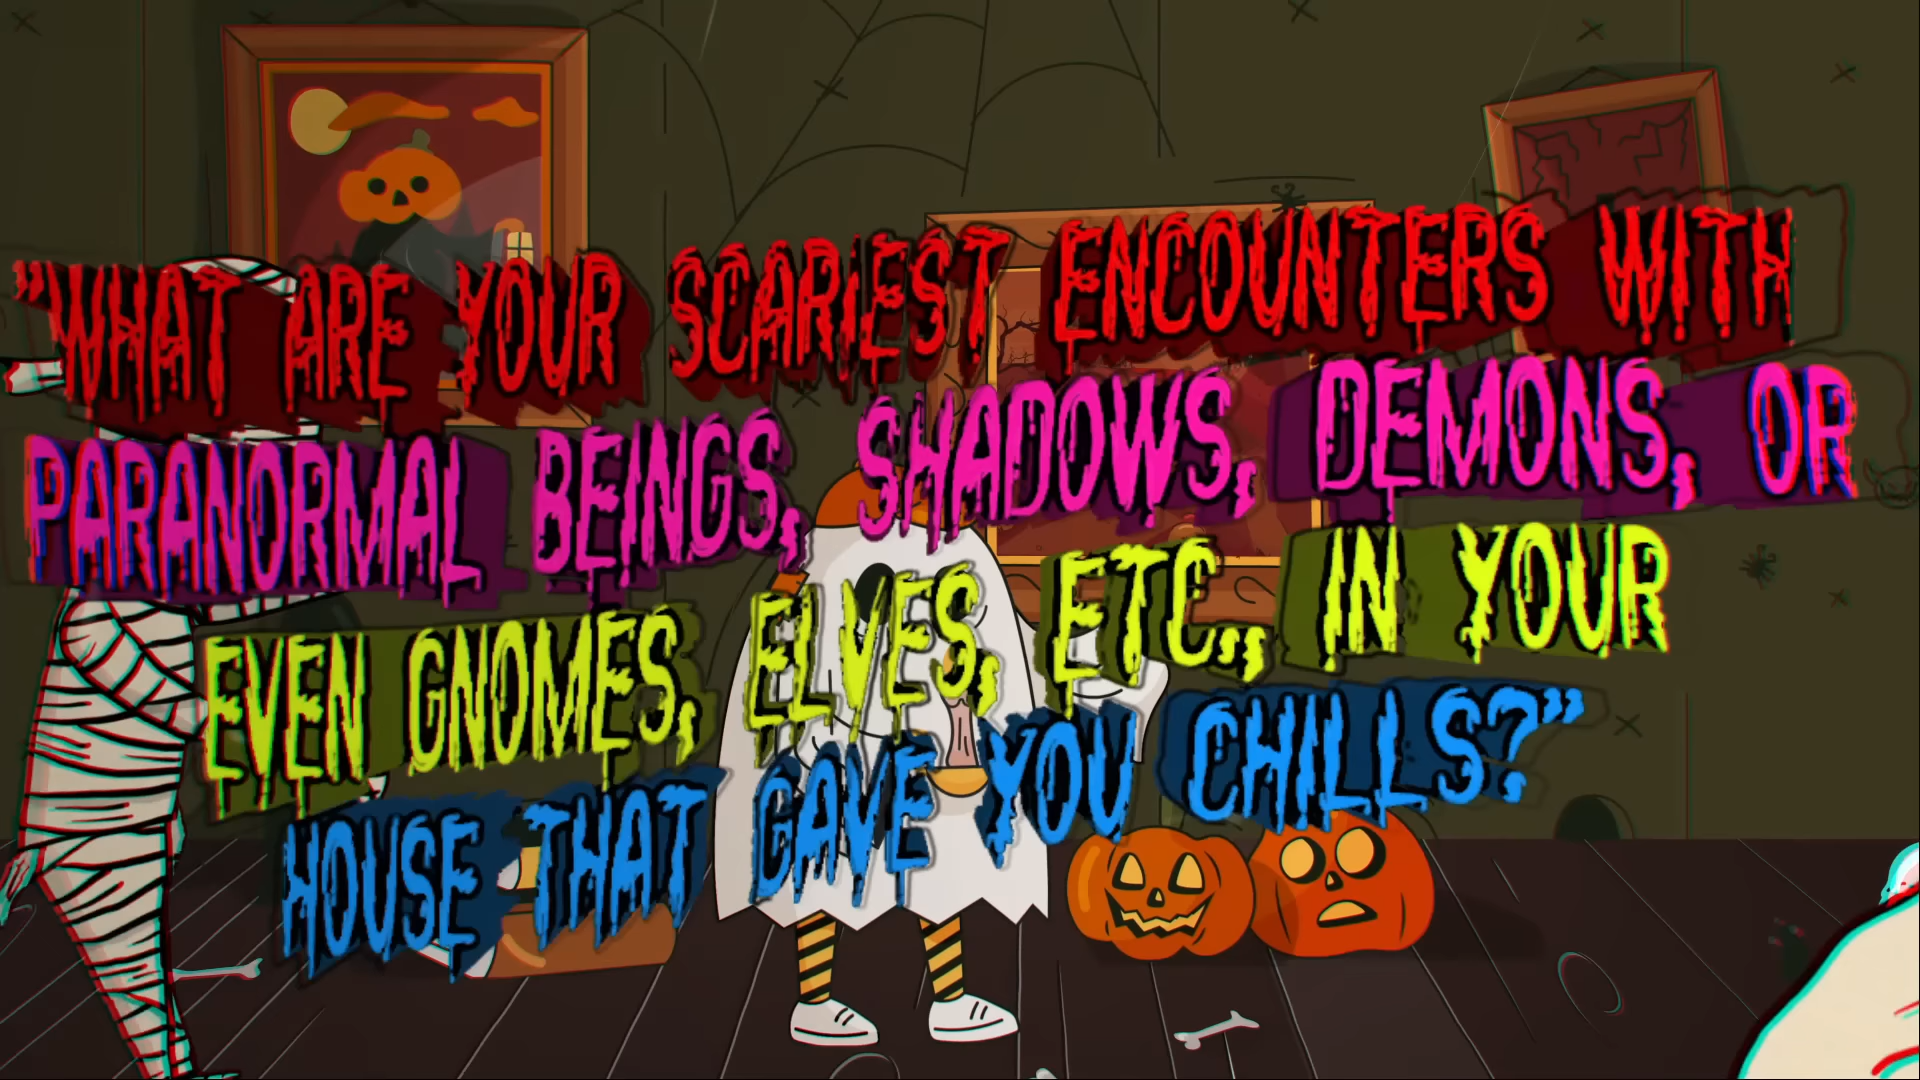 "WHAT ARE YOUR SCARIEST ENCOUNTERS WITH
PARANORMAL BEINGS, SHADOWS, DEMONS, OR
EVEN GNOMES, ELVES, ETC., IN YOUR
HOUSE THAT GAVE YOU CHILLS?"